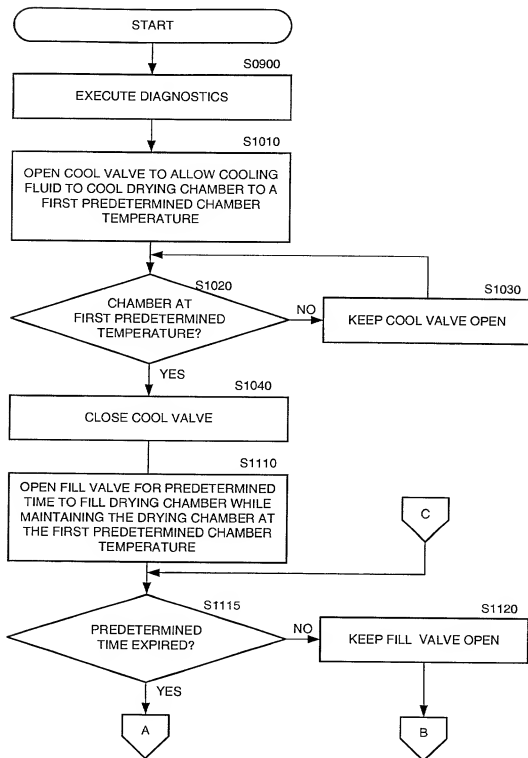 START
S0900
EXECUTE DIAGNOSTICS
S1010
OPEN COOL VALVE TO ALLOW COOLING
FLUID TO COOL DRYING CHAMBER TO A
FIRST PREDETERMINED CHAMBER
TEMPERATURE
S1020
CHAMBER AT
FIRST PREDETERMINED
TEMPERATURE?
NO
S1030
KEEP COOL VALVE OPEN
YES
S1040
CLOSE COOL VALVE
S1110
OPEN FILL VALVE FOR PREDETERMINED
TIME TO FILL DRYING CHAMBER WHILE
MAINTAINING THE DRYING CHAMBER AT
THE FIRST PREDETERMINED CHAMBER
TEMPERATURE
C
S1115
PREDETERMINED
TIME EXPIRED?
NO
S1120
KEEP FILL VALVE OPEN
YES
A
B